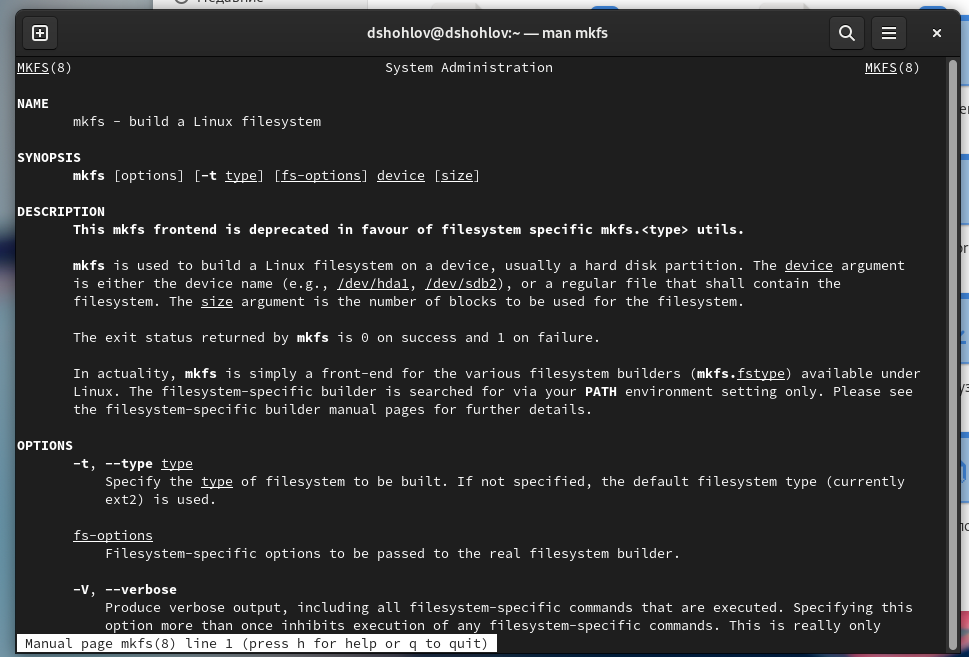 Недавние
dshohlov@dshohlov:~ — man mkfs
MKFS(8) System Administration MKFS(8)
NAME
mkfs - build a Linux filesystem
SYNOPSIS
mkfs [options] [-t type] [fs-options] device [size]
DESCRIPTION
This mkfs frontend is deprecated in favour of filesystem specific mkfs.<type> utils.
mkfs is used to build a Linux filesystem on a device, usually a hard disk partition. The device argument
is either the device name (e.g., /dev/hda1, /dev/sdb2), or a regular file that shall contain the
filesystem. The size argument is the number of blocks to be used for the filesystem.
The exit status returned by mkfs is 0 on success and 1 on failure.
In actuality, mkfs is simply a front-end for the various filesystem builders (mkfs.fstype) available under
Linux. The filesystem-specific builder is searched for via your PATH environment setting only. Please see
the filesystem-specific builder manual pages for further details.
OPTIONS
-t, --type type
Specify the type of filesystem to be built. If not specified, the default filesystem type (currently
ext2) is used.
fs-options
Filesystem-specific options to be passed to the real filesystem builder.
-V, --verbose
Produce verbose output, including all filesystem-specific commands that are executed. Specifying this
option more than once inhibits execution of any filesystem-specific commands. This is really only
Manual page mkfs(8) line 1 (press h for help or q to quit)